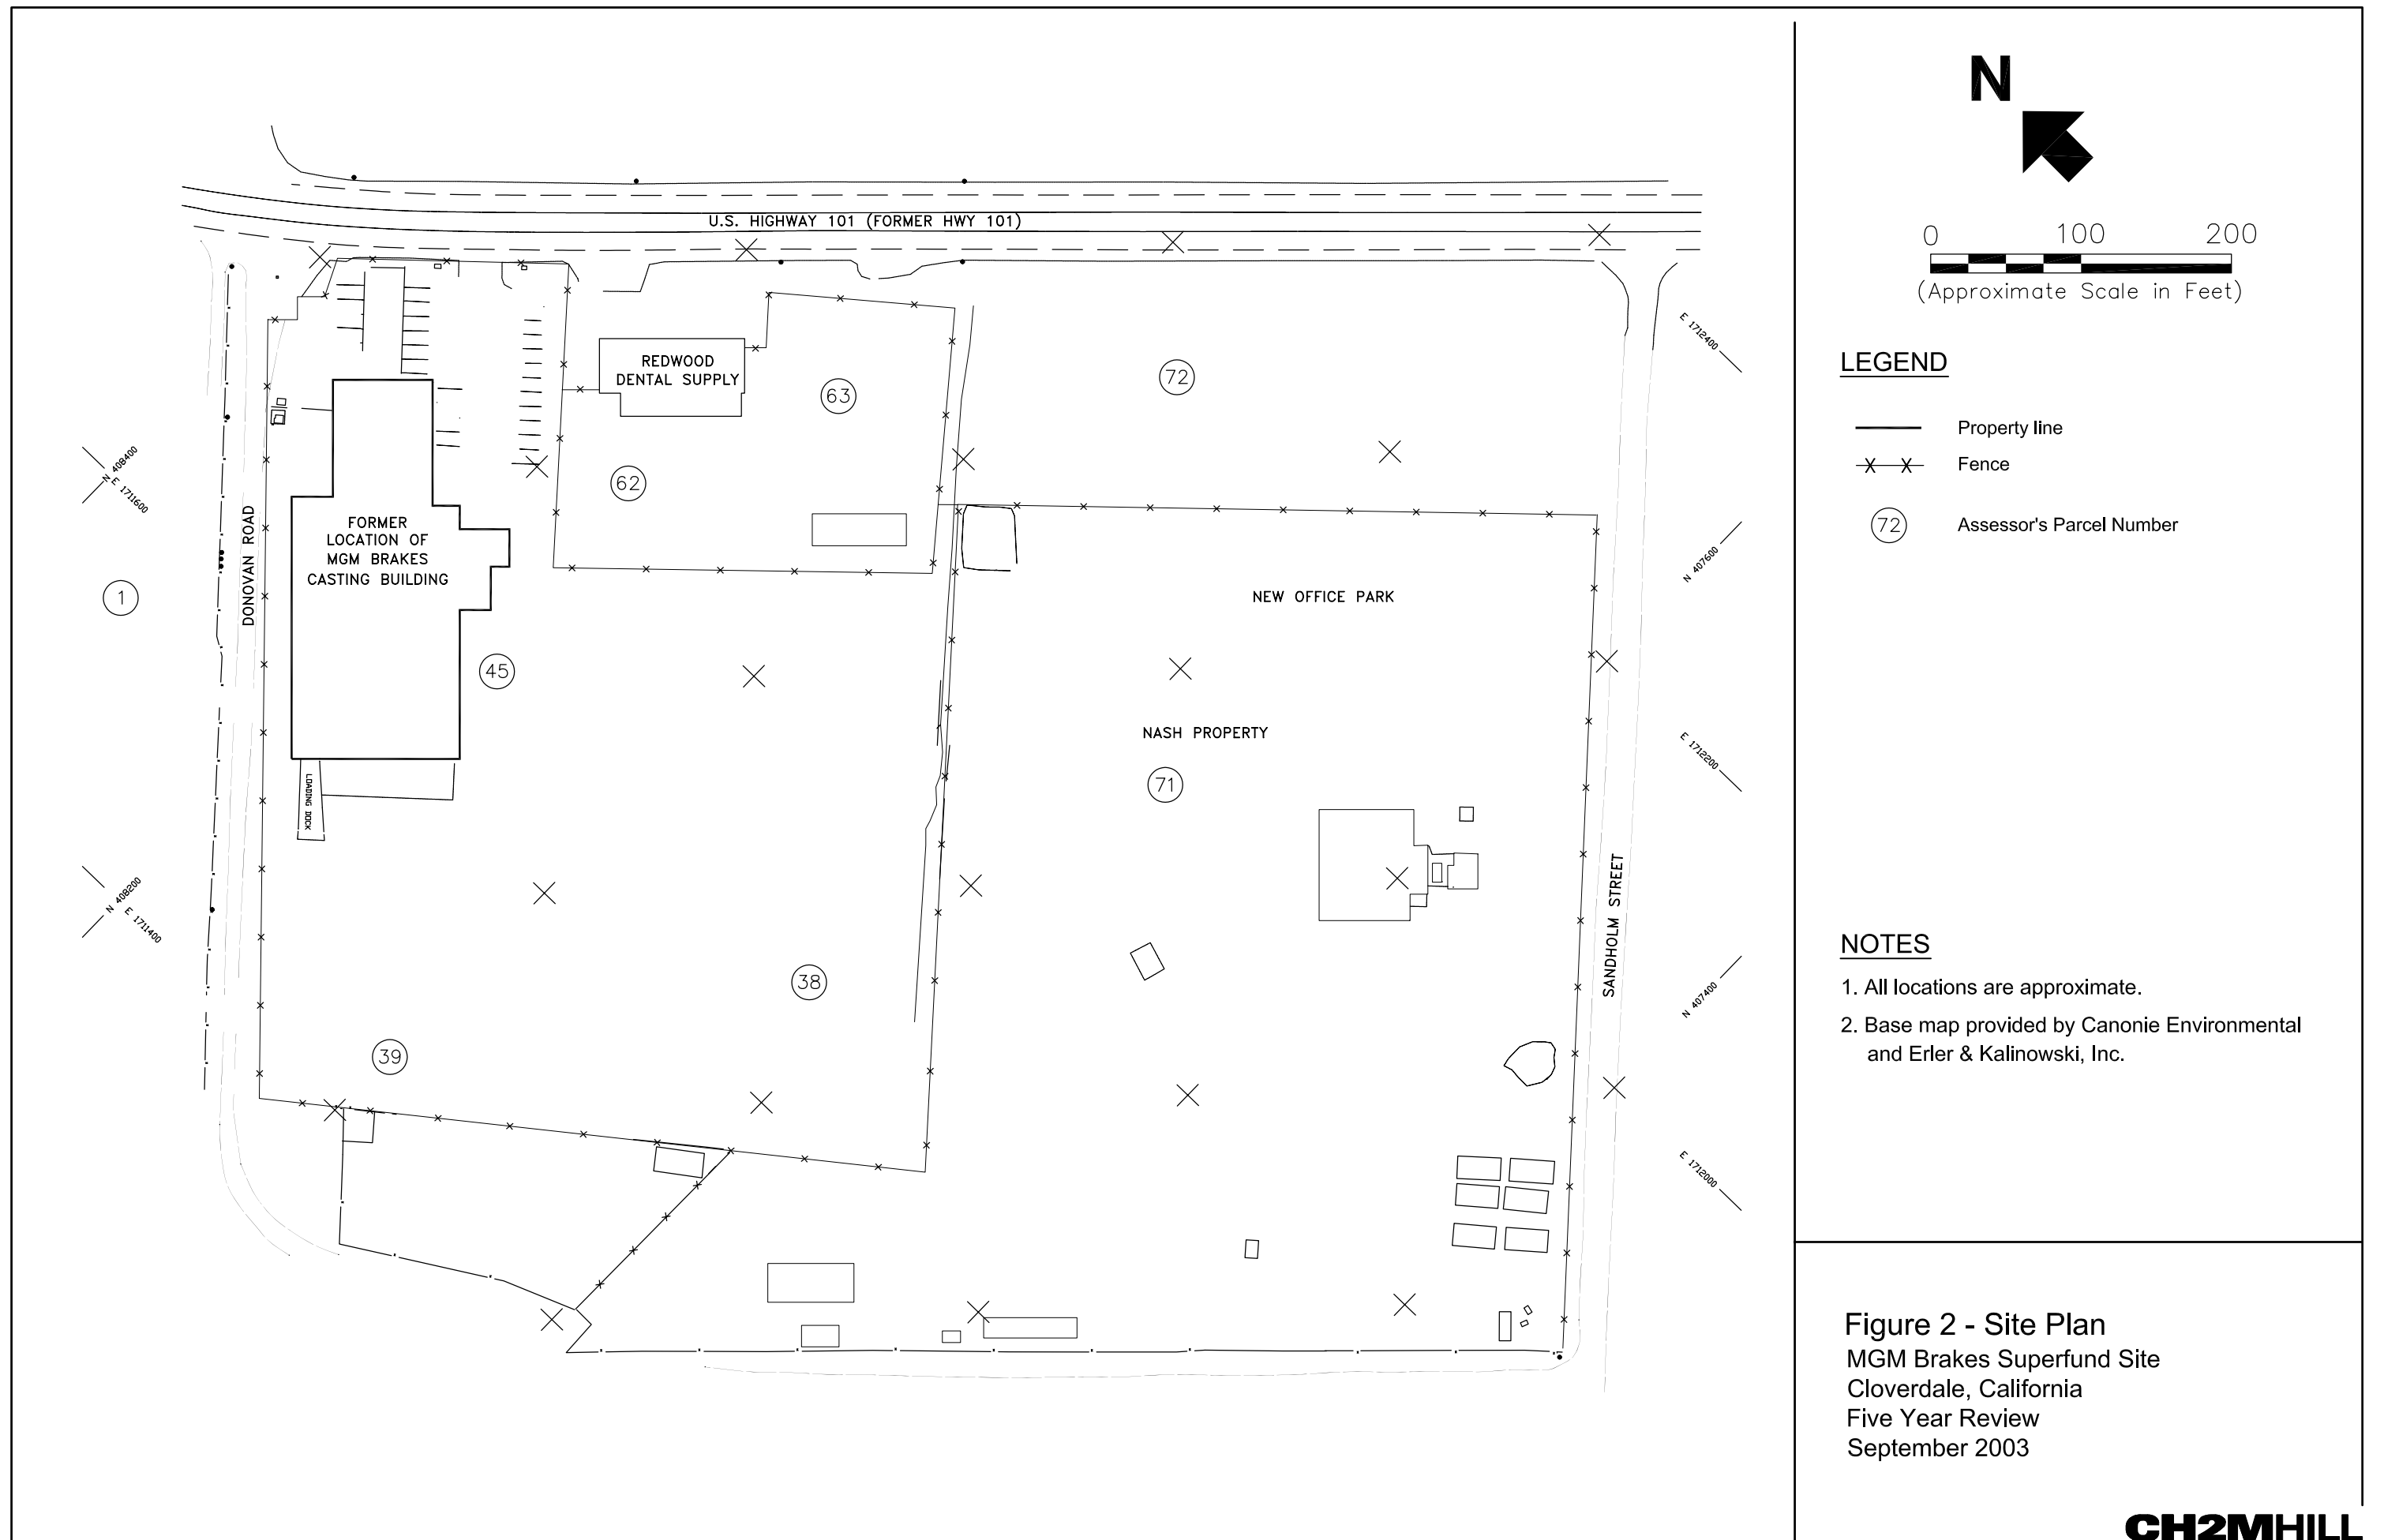 U.S. HIGHWAY 101 (FORMER HWY 101)
REDWOOD
DENTAL SUPPLY
63
72
62
FORMER
LOCATION OF
MGM BRAKES
CASTING BUILDING
DONOVAN ROAD
1
45
LOADING DOCK
39
38
NEW OFFICE PARK
NASH PROPERTY
71
SANDHOLM STREET
N 408400
E 1711600
N 408200
E 1711400
E 1712400
N 407600
E 1712200
N 407400
E 1712000
N
0 100 200
(Approximate Scale in Feet)
LEGEND
Property line
Fence
72 Assessor's Parcel Number
NOTES
1. All locations are approximate.
2. Base map provided by Canonie Environmental
and Erler & Kalinowski, Inc.
Figure 2 - Site Plan
MGM Brakes Superfund Site
Cloverdale, California
Five Year Review
September 2003
CH2MHILL